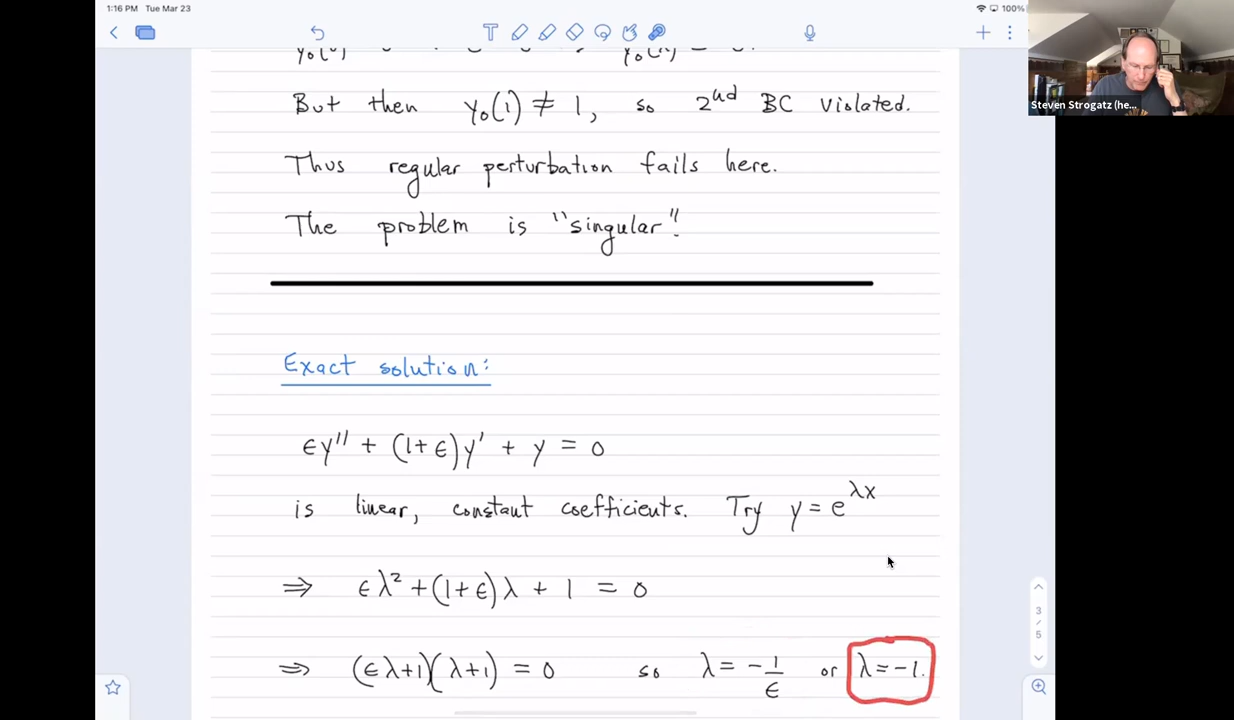 1:16 PM Tue Mar 23
100%
But then y₀(1) ≠ 1, so 2nd BC violated.
Thus regular perturbation fails here.
The problem is "singular".
Exact solution:
ϵy'' + (1+ϵ)y' + y = 0
is linear, constant coefficients. Try y = e^λx
⇒ ϵλ² + (1+ϵ)λ + 1 = 0
⇒ (ϵλ+1)(λ+1) = 0 so λ = -1/ϵ or λ = -1.
Steven Strogatz (he...
3
/
5